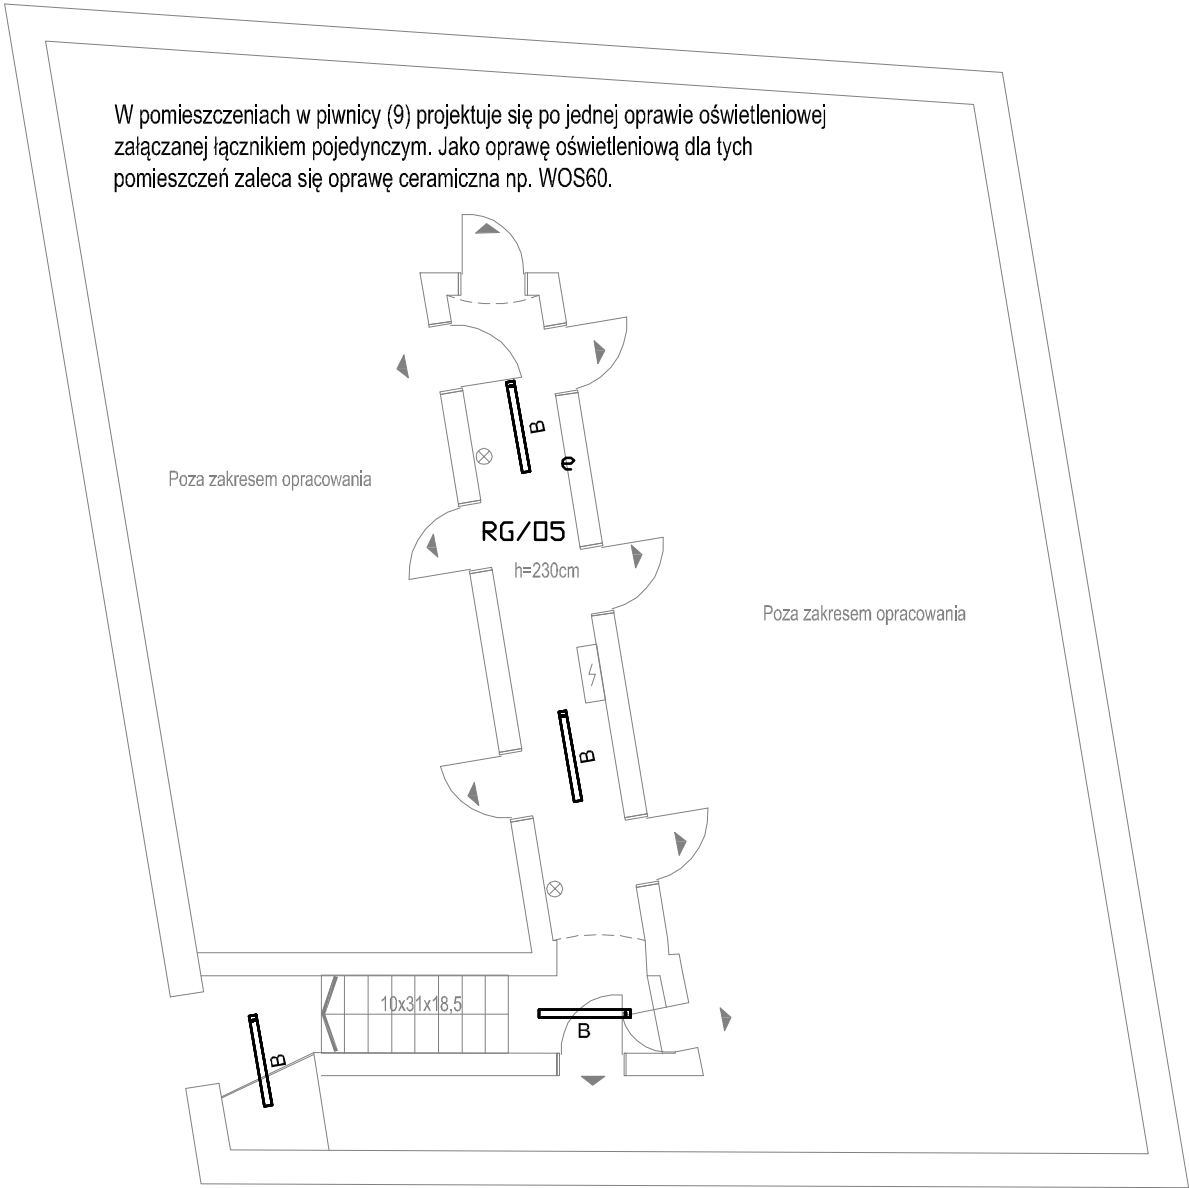 W pomieszczeniach w piwnicy (9) projektuje się po jednej oprawie oświetleniowej
załączanej łącznikiem pojedynczym. Jako oprawę oświetleniową dla tych
pomieszczeń zaleca się oprawę ceramiczna np. WOS60.
B
e
Poza zakresem opracowania
RG/05
h=230cm
Poza zakresem opracowania
B
10x31x18,5
B
B